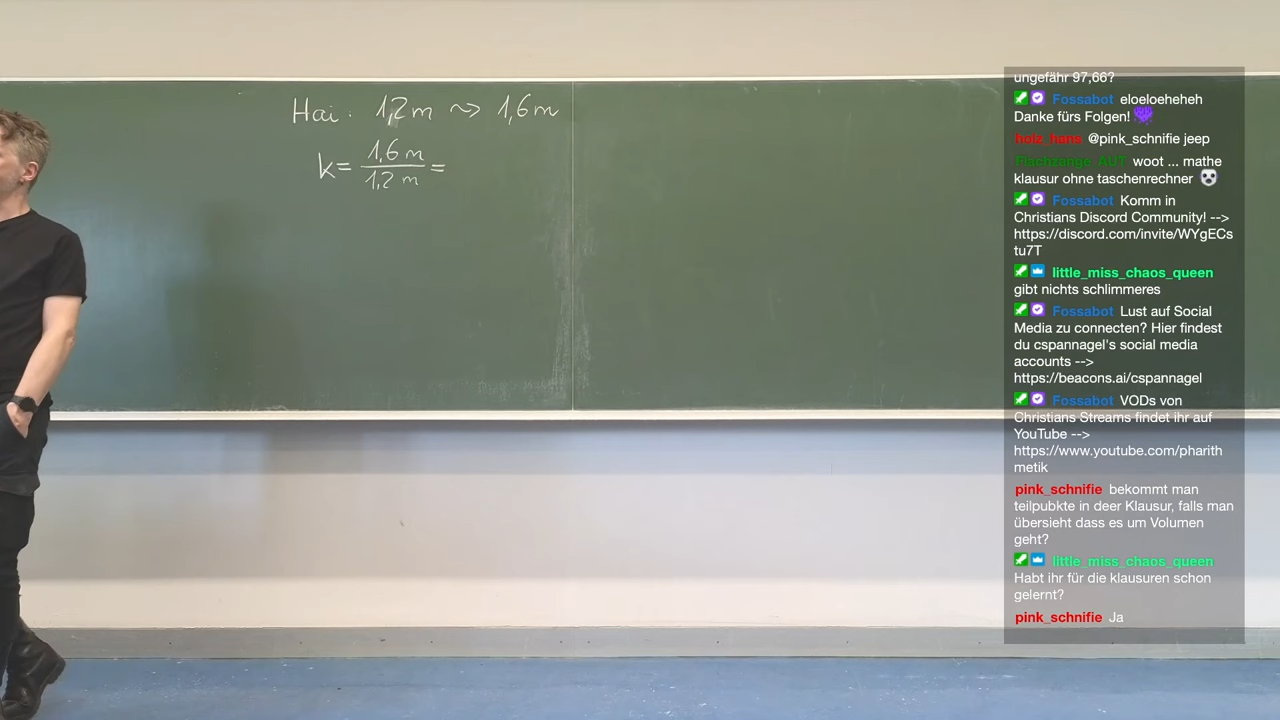 Hai: 1,2m ⤳ 1,6m
k= 1,6 m / 1,2 m =
ungefähr 97,66?
Fossabot eloeloeheheh
Danke fürs Folgen!
holz_hans @pink_schnifie jeep
Flachzange_AUT woot ... mathe
klausur ohne taschenrechner
Fossabot Komm in
Christians Discord Community! -->
https://discord.com/invite/WYgECs
tu7T
little_miss_chaos_queen
gibt nichts schlimmeres
Fossabot Lust auf Social
Media zu connecten? Hier findest
du cspannagel's social media
accounts -->
https://beacons.ai/cspannagel
Fossabot VODs von
Christians Streams findet ihr auf
YouTube -->
https://www.youtube.com/pharith
metik
pink_schnifie bekommt man
teilpubkte in deer Klausur, falls man
übersieht dass es um Volumen
geht?
little_miss_chaos_queen
Habt ihr für die klausuren schon
gelernt?
pink_schnifie Ja